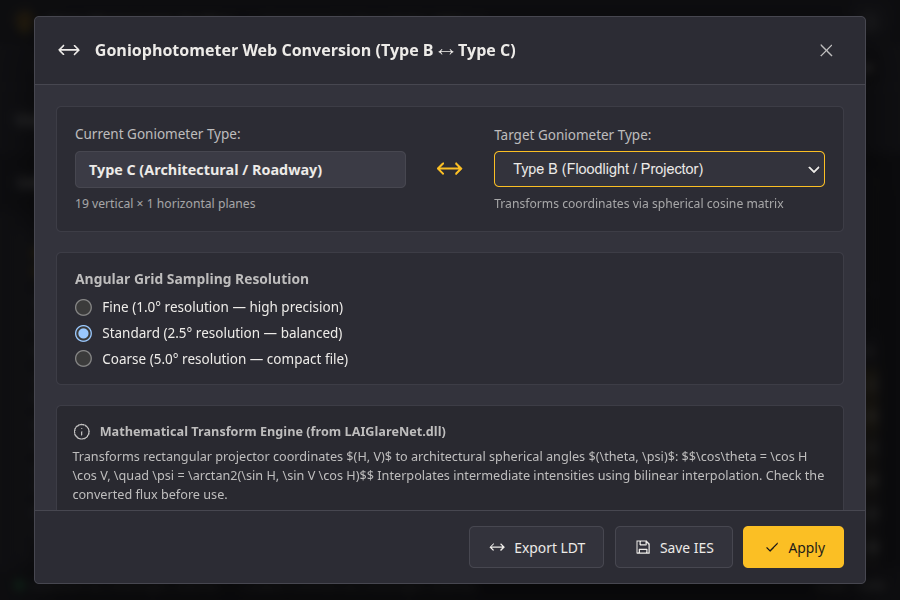 Goniophotometer Web Conversion (Type B ↔ Type C)
Current Goniometer Type:
Type C (Architectural / Roadway)
19 vertical × 1 horizontal planes
Target Goniometer Type:
Type B (Floodlight / Projector)
Transforms coordinates via spherical cosine matrix
Angular Grid Sampling Resolution
Fine (1.0° resolution — high precision)
Standard (2.5° resolution — balanced)
Coarse (5.0° resolution — compact file)
Mathematical Transform Engine (from LAIGlareNet.dll)
Transforms rectangular projector coordinates $(H, V)$ to architectural spherical angles $(\theta, \psi)$: $$\cos\theta = \cos H
\cos V, \quad \psi = \arctan2(\sin H, \sin V \cos H)$$ Interpolates intermediate intensities using bilinear interpolation. Check the
converted flux before use.
Export LDT
Save IES
Apply